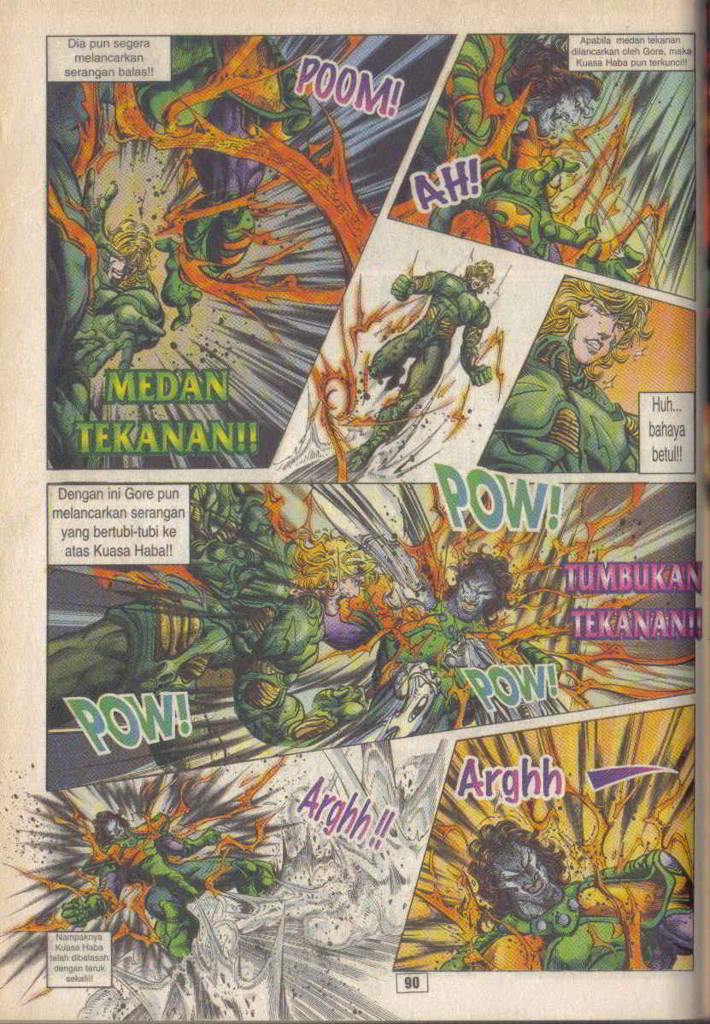 Dia pun segera
melancarkan
serangan balas!!
POOM!
Apabila medan tekanan
dilancarkan oleh Gore, maka
Kuasa Haba pun terkunci!!
AH!
MEDAN
TEKANAN!!
Huh...
bahaya
betul!!
Dengan ini Gore pun
melancarkan serangan
yang bertubi-tubi ke
atas Kuasa Haba!!
POW!
TUMBUKAN
TEKANAN!!
POW!
POW!
Arghh!!
Arghh
Nampaknya
Kuasa Haba
telah dibalasah
dengan teruk
sekali!!
90